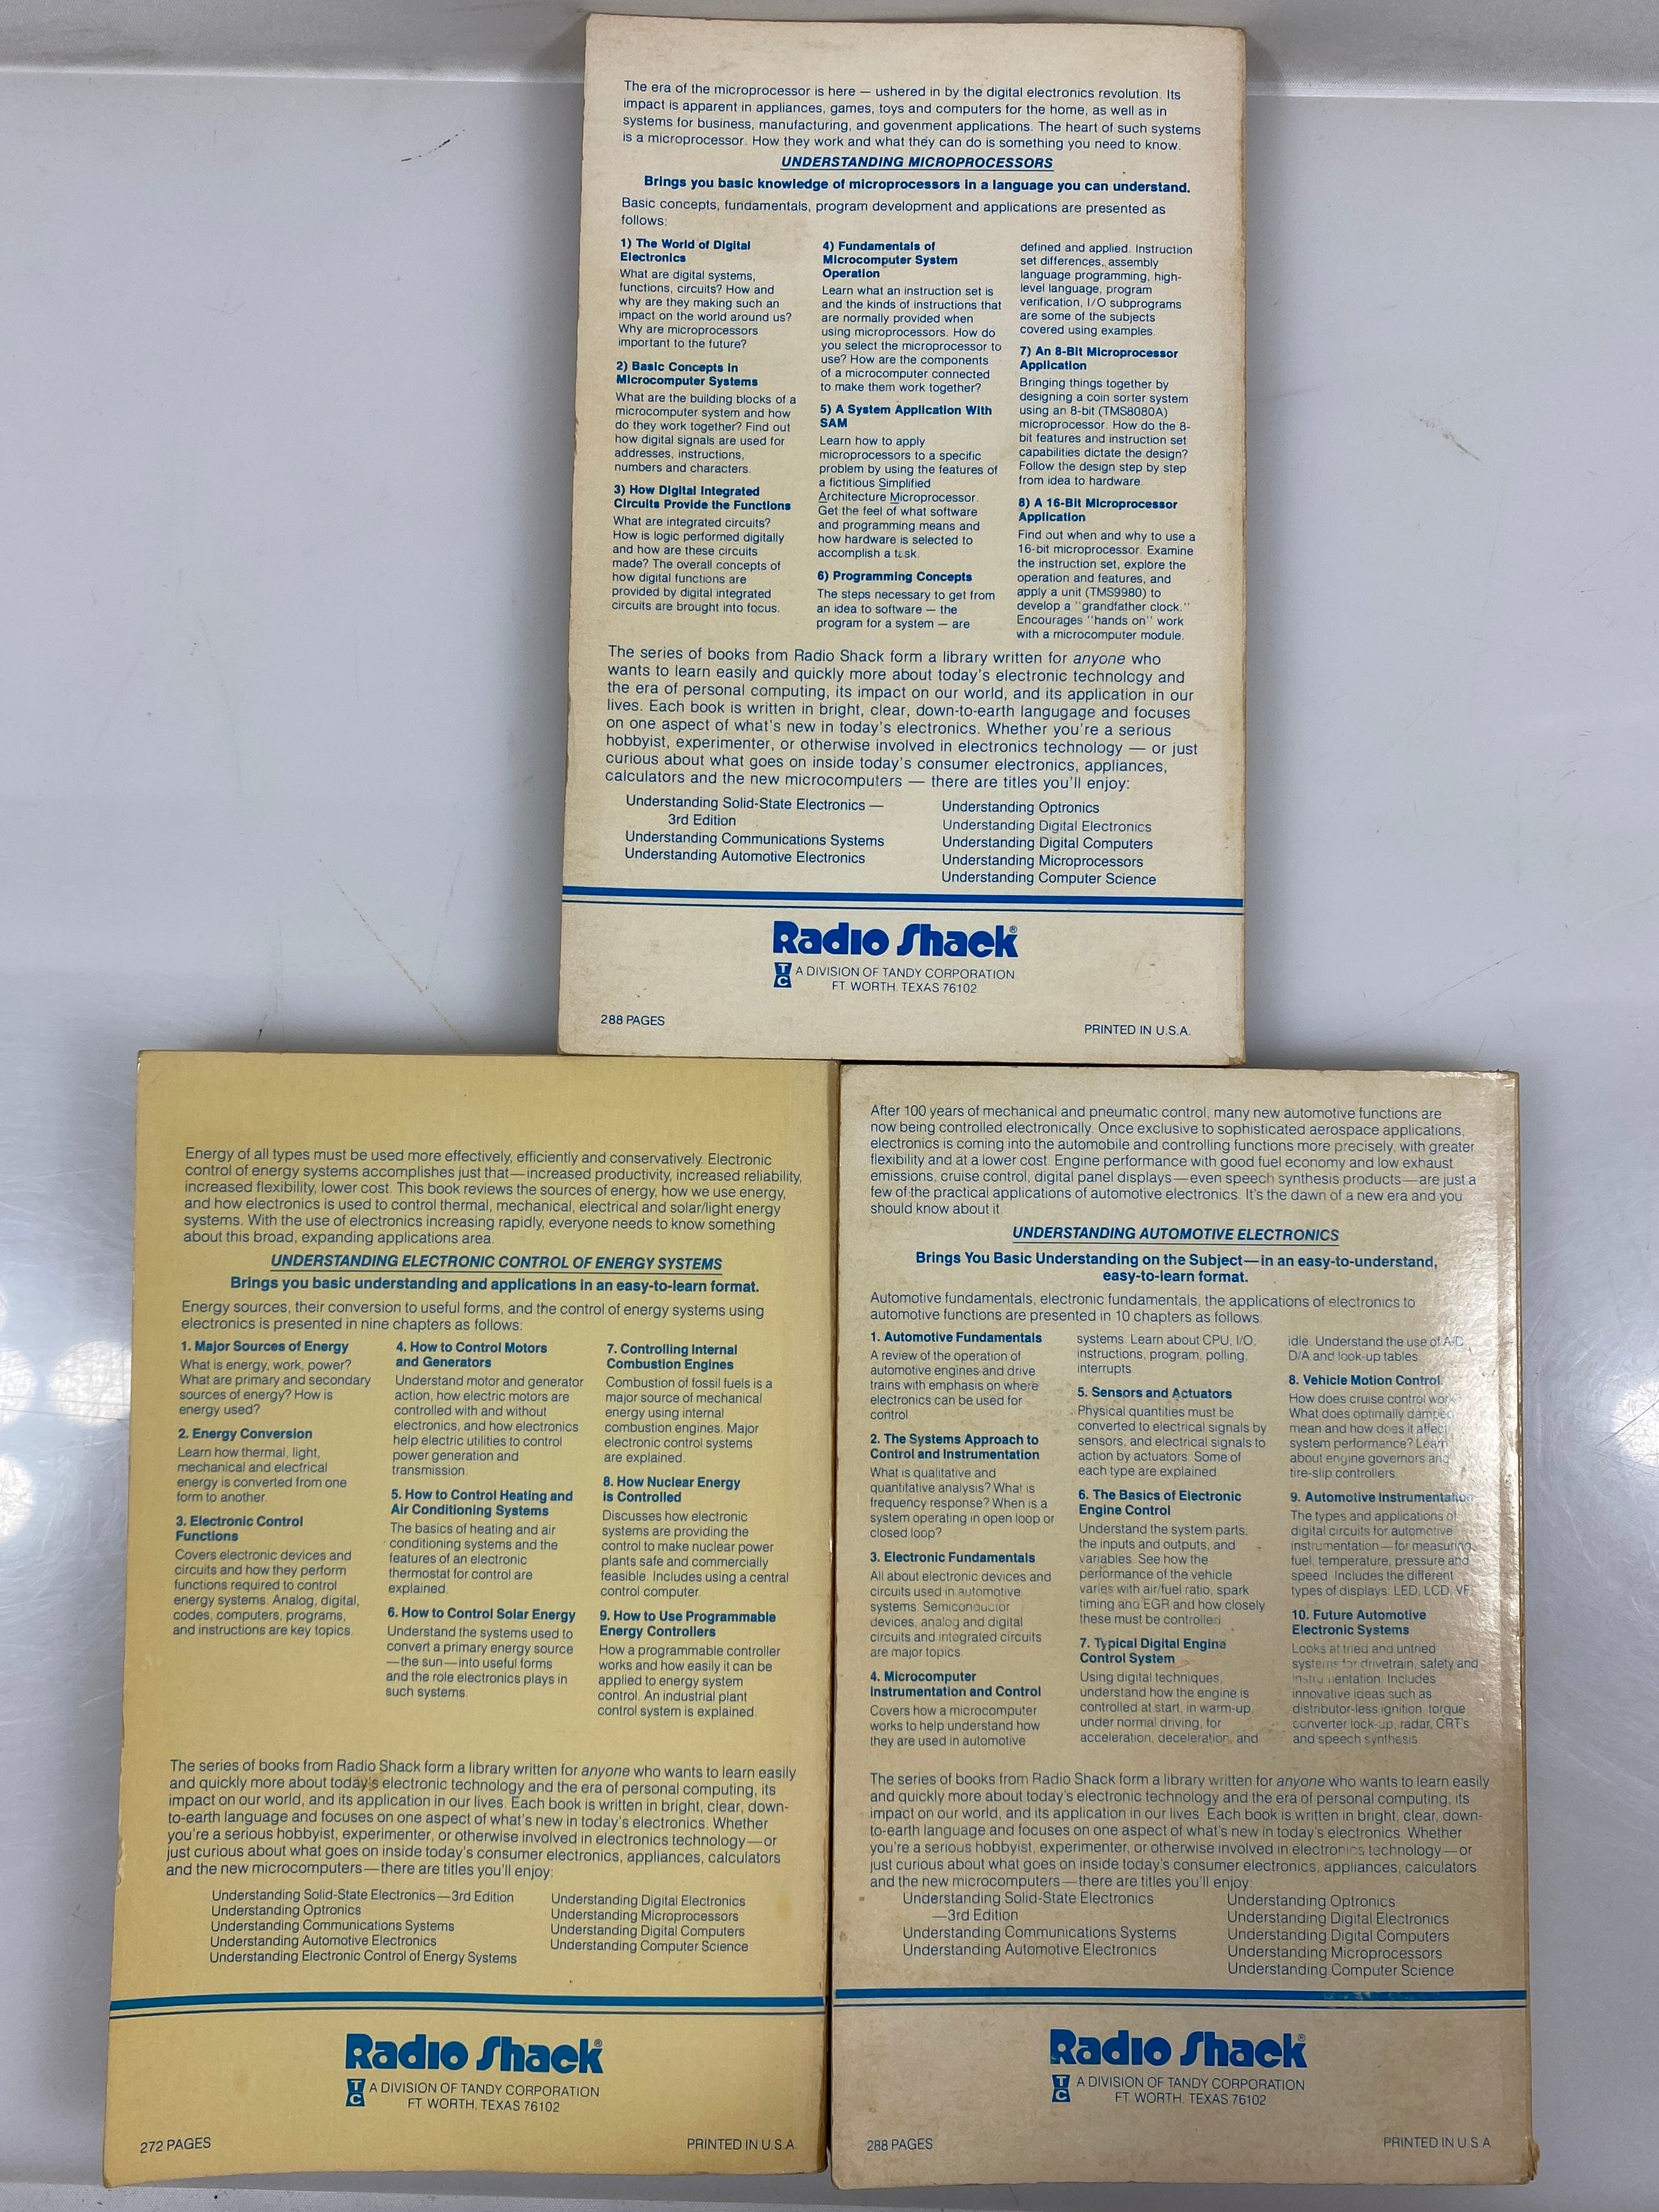 The era of the microprocessor is here — ushered in by the digital electronics revolution. Its
impact is apparent in appliances, games, toys and computers for the home, as well as in
systems for business, manufacturing, and govenment applications. The heart of such systems
is a microprocessor. How they work and what they can do is something you need to know.
UNDERSTANDING MICROPROCESSORS
Brings you basic knowledge of microprocessors in a language you can understand.
Basic concepts, fundamentals, program development and applications are presented as
follows:
1) The World of Digital
Electronics
What are digital systems,
functions, circuits? How and
why are they making such an
impact on the world around us?
Why are microprocessors
important to the future?
2) Basic Concepts in
Microcomputer Systems
What are the building blocks of a
microcomputer system and how
do they work together? Find out
how digital signals are used for
addresses, instructions,
numbers and characters.
3) How Digital Integrated
Circuits Provide the Functions
What are integrated circuits?
How is logic performed digitally
and how are these circuits
made? The overall concepts of
how digital functions are
provided by digital integrated
circuits are brought into focus.
4) Fundamentals of
Microcomputer System
Operation
Learn what an instruction set is
and the kinds of instructions that
are normally provided when
using microprocessors. How do
you select the microprocessor to
use? How are the components
of a microcomputer connected
to make them work together?
5) A System Application With
SAM
Learn how to apply
microprocessors to a specific
problem by using the features of
a fictitious Simplified
Architecture Microprocessor.
Get the feel of what software
and programming means and
how hardware is selected to
accomplish a task.
6) Programming Concepts
The steps necessary to get from
an idea to software — the
program for a system — are
defined and applied. Instruction
set differences, assembly
language programming, high-
level language, program
verification, I/O subprograms
are some of the subjects
covered using examples.
7) An 8-Bit Microprocessor
Application
Bringing things together by
designing a coin sorter system
using an 8-bit (TMS8080A)
microprocessor. How do the 8-
bit features and instruction set
capabilities dictate the design?
Follow the design step by step
from idea to hardware.
8) A 16-Bit Microprocessor
Application
Find out when and why to use a
16-bit microprocessor. Examine
the instruction set, explore the
operation and features, and
apply a unit (TMS9980) to
develop a "grandfather clock."
Encourages "hands on" work
with a microcomputer module.
The series of books from Radio Shack form a library written for anyone who
wants to learn easily and quickly more about today's electronic technology and
the era of personal computing, its impact on our world, and its application in our
lives. Each book is written in bright, clear, down-to-earth langugage and focuses
on one aspect of what's new in today's electronics. Whether you're a serious
hobbyist, experimenter, or otherwise involved in electronics technology — or just
curious about what goes on inside today's consumer electronics, appliances,
calculators and the new microcomputers — there are titles you'll enjoy:
Understanding Solid-State Electronics —
3rd Edition
Understanding Communications Systems
Understanding Automotive Electronics
Understanding Optronics
Understanding Digital Electronics
Understanding Digital Computers
Understanding Microprocessors
Understanding Computer Science
Radio Shack®
TC A DIVISION OF TANDY CORPORATION
FT. WORTH, TEXAS 76102
288 PAGES
PRINTED IN U.S.A.
Energy of all types must be used more effectively, efficiently and conservatively. Electronic
control of energy systems accomplishes just that—increased productivity, increased reliability,
increased flexibility, lower cost. This book reviews the sources of energy, how we use energy,
and how electronics is used to control thermal, mechanical, electrical and solar/light energy
systems. With the use of electronics increasing rapidly, everyone needs to know something
about this broad, expanding applications area.
UNDERSTANDING ELECTRONIC CONTROL OF ENERGY SYSTEMS
Brings you basic understanding and applications in an easy-to-learn format.
Energy sources, their conversion to useful forms, and the control of energy systems using
electronics is presented in nine chapters as follows:
1. Major Sources of Energy
What is energy, work, power?
What are primary and secondary
sources of energy? How is
energy used?
2. Energy Conversion
Learn how thermal, light,
mechanical and electrical
energy is converted from one
form to another.
3. Electronic Control
Functions
Covers electronic devices and
circuits and how they perform
functions required to control
energy systems. Analog, digital,
codes, computers, programs,
and instructions are key topics.
4. How to Control Motors
and Generators
Understand motor and generator
action, how electric motors are
controlled with and without
electronics, and how electronics
help electric utilities to control
power generation and
transmission.
5. How to Control Heating and
Air Conditioning Systems
The basics of heating and air
conditioning systems and the
features of an electronic
thermostat for control are
explained.
6. How to Control Solar Energy
Understand the systems used to
convert a primary energy source
—the sun—into useful forms
and the role electronics plays in
such systems.
7. Controlling Internal
Combustion Engines
Combustion of fossil fuels is a
major source of mechanical
energy using internal
combustion engines. Major
electronic control systems
are explained.
8. How Nuclear Energy
is Controlled
Discusses how electronic
systems are providing the
control to make nuclear power
plants safe and commercially
feasible. Includes using a central
control computer.
9. How to Use Programmable
Energy Controllers
How a programmable controller
works and how easily it can be
applied to energy system
control. An industrial plant
control system is explained.
The series of books from Radio Shack form a library written for anyone who wants to learn easily
and quickly more about today's electronic technology and the era of personal computing, its
impact on our world, and its application in our lives. Each book is written in bright, clear, down-
to-earth language and focuses on one aspect of what's new in today's electronics. Whether
you're a serious hobbyist, experimenter, or otherwise involved in electronics technology—or
just curious about what goes on inside today's consumer electronics, appliances, calculators
and the new microcomputers—there are titles you'll enjoy:
Understanding Solid-State Electronics—3rd Edition
Understanding Optronics
Understanding Communications Systems
Understanding Automotive Electronics
Understanding Electronic Control of Energy Systems
Understanding Digital Electronics
Understanding Microprocessors
Understanding Digital Computers
Understanding Computer Science
Radio Shack®
TC A DIVISION OF TANDY CORPORATION
FT. WORTH, TEXAS 76102
272 PAGES
PRINTED IN U.S.A.
After 100 years of mechanical and pneumatic control, many new automotive functions are
now being controlled electronically. Once exclusive to sophisticated aerospace applications,
electronics is coming into the automobile and controlling functions more precisely, with greater
flexibility and at a lower cost. Engine performance with good fuel economy and low exhaust
emissions, cruise control, digital panel displays—even speech synthesis products—are just a
few of the practical applications of automotive electronics. It's the dawn of a new era and you
should know about it.
UNDERSTANDING AUTOMOTIVE ELECTRONICS
Brings You Basic Understanding on the Subject—in an easy-to-understand,
easy-to-learn format.
Automotive fundamentals, electronic fundamentals, the applications of electronics to
automotive functions are presented in 10 chapters as follows:
1. Automotive Fundamentals
A review of the operation of
automotive engines and drive
trains with emphasis on where
electronics can be used for
control.
2. The Systems Approach to
Control and Instrumentation
What is qualitative and
quantitative analysis? What is
frequency response? When is a
system operating in open loop or
closed loop?
3. Electronic Fundamentals
All about electronic devices and
circuits used in automotive
systems. Semiconductor
devices, analog and digital
circuits and integrated circuits
are major topics.
4. Microcomputer
Instrumentation and Control
Covers how a microcomputer
works to help understand how
they are used in automotive
systems. Learn about CPU, I/O,
instructions, program, polling,
interrupts.
5. Sensors and Actuators
Physical quantities must be
converted to electrical signals by
sensors, and electrical signals to
action by actuators. Some of
each type are explained.
6. The Basics of Electronic
Engine Control
Understand the system parts,
the inputs and outputs, and
variables. See how the
performance of the vehicle
varies with air/fuel ratio, spark
timing and EGR and how closely
these must be controlled.
7. Typical Digital Engine
Control System
Using digital techniques,
understand how the engine is
controlled at start, in warm-up,
under normal driving, for
acceleration, deceleration, and
idle. Understand the use of A/D,
D/A and look-up tables.
8. Vehicle Motion Control
How does cruise control work?
What does optimally damped
mean and how does it affect
system performance? Learn
about engine governors and
tire-slip controllers.
9. Automotive Instrumentation
The types and applications of
digital circuits for automotive
instrumentation—for measuring
fuel, temperature, pressure and
speed. Includes the different
types of displays. LED, LCD, VF.
10. Future Automotive
Electronic Systems
Looks at tried and untried
systems for drivetrain, safety and
instrumentation. Includes
innovative ideas such as
distributor-less ignition, torque
converter lock-up, radar, CRT's
and speech synthesis.
The series of books from Radio Shack form a library written for anyone who wants to learn easily
and quickly more about today's electronic technology and the era of personal computing, its
impact on our world, and its application in our lives. Each book is written in bright, clear, down-
to-earth language and focuses on one aspect of what's new in today's electronics. Whether
you're a serious hobbyist, experimenter, or otherwise involved in electronics technology—or
just curious about what goes on inside today's consumer electronics, appliances, calculators
and the new microcomputers—there are titles you'll enjoy:
Understanding Solid-State Electronics
—3rd Edition
Understanding Communications Systems
Understanding Automotive Electronics
Understanding Optronics
Understanding Digital Electronics
Understanding Digital Computers
Understanding Microprocessors
Understanding Computer Science
Radio Shack®
TC A DIVISION OF TANDY CORPORATION
FT. WORTH, TEXAS 76102
288 PAGES
PRINTED IN U.S.A.